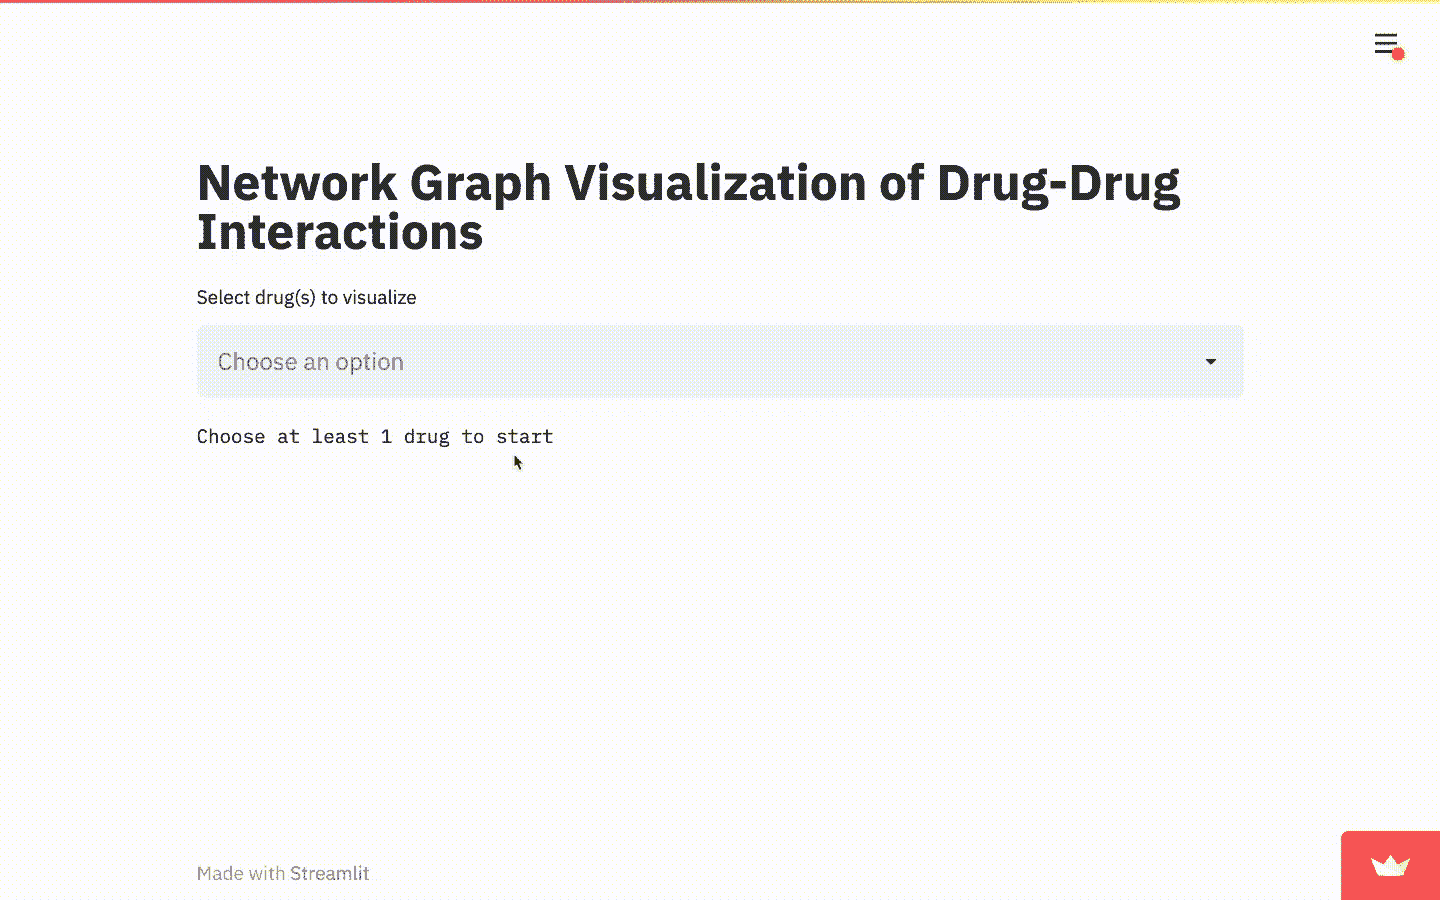 Network Graph Visualization of Drug-Drug
Interactions
Select drug(s) to visualize
Choose an option
Choose at least 1 drug to start
Made with Streamlit